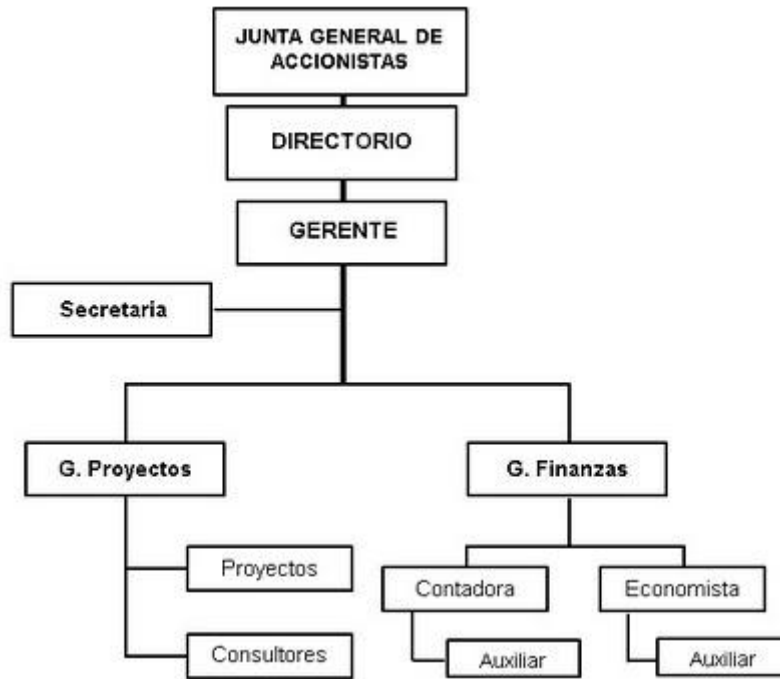 JUNTA GENERAL DE
ACCIONISTAS
DIRECTORIO
GERENTE
Secretaria
G. Proyectos
G. Finanzas
Proyectos
Contadora
Economista
Consultores
Auxiliar
Auxiliar